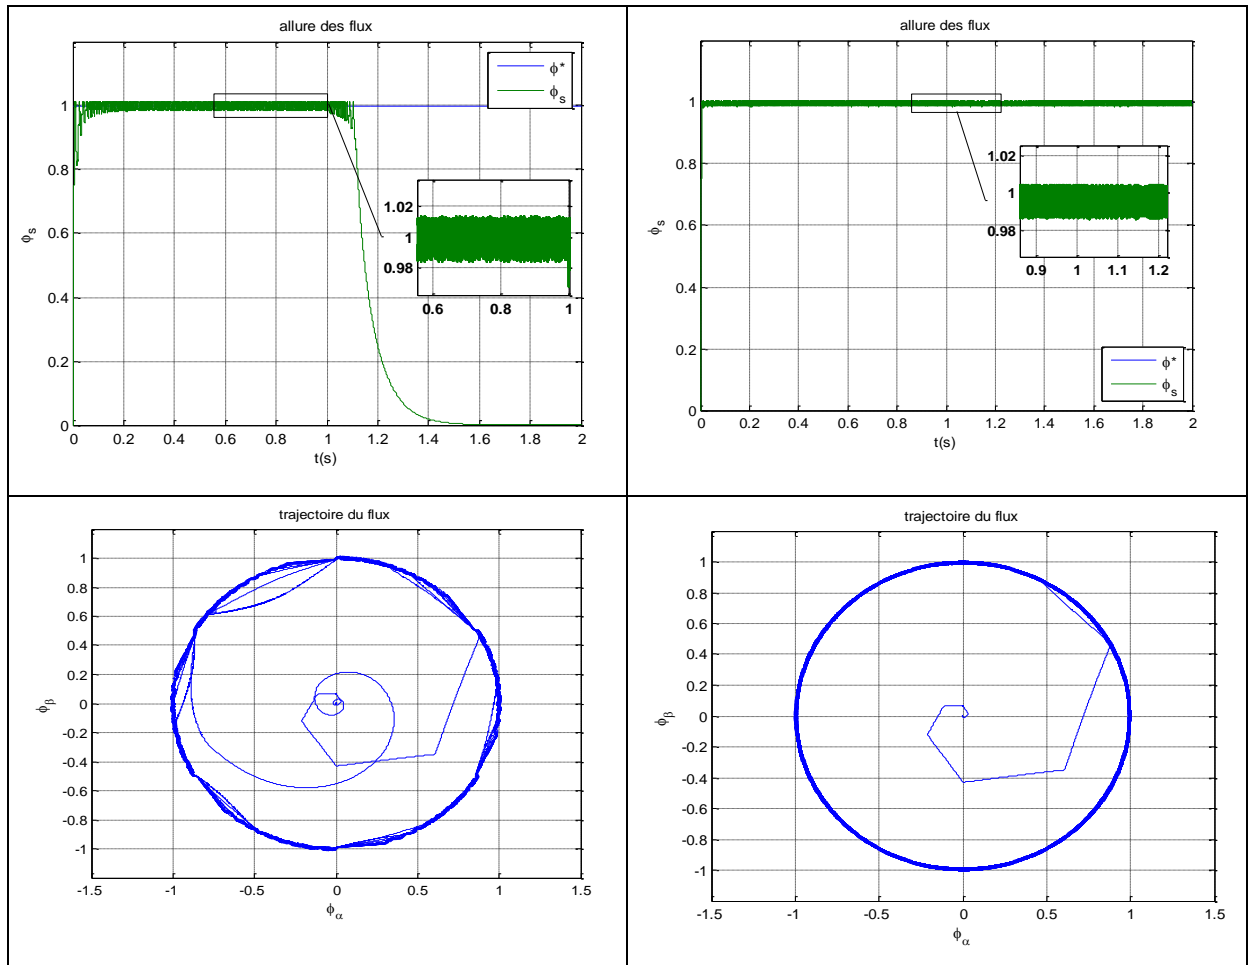 allure des flux
1
0.8
0.6
0.4
0.2
0
ϕs
ϕ*
ϕs
1.02
1
0.98
0.6 0.8 1
0 0.2 0.4 0.6 0.8 1 1.2 1.4 1.6 1.8 2
t(s)
allure des flux
1
0.8
0.6
0.4
0.2
0
ϕs
1.02
1
0.98
0.9 1 1.1 1.2
ϕ*
ϕs
0 0.2 0.4 0.6 0.8 1 1.2 1.4 1.6 1.8 2
t(s)
trajectoire du flux
1
0.8
0.6
0.4
0.2
0
-0.2
-0.4
-0.6
-0.8
-1
ϕβ
-1.5 -1 -0.5 0 0.5 1 1.5
ϕα
trajectoire du flux
1
0.8
0.6
0.4
0.2
0
-0.2
-0.4
-0.6
-0.8
-1
ϕβ
-1.5 -1 -0.5 0 0.5 1 1.5
ϕα